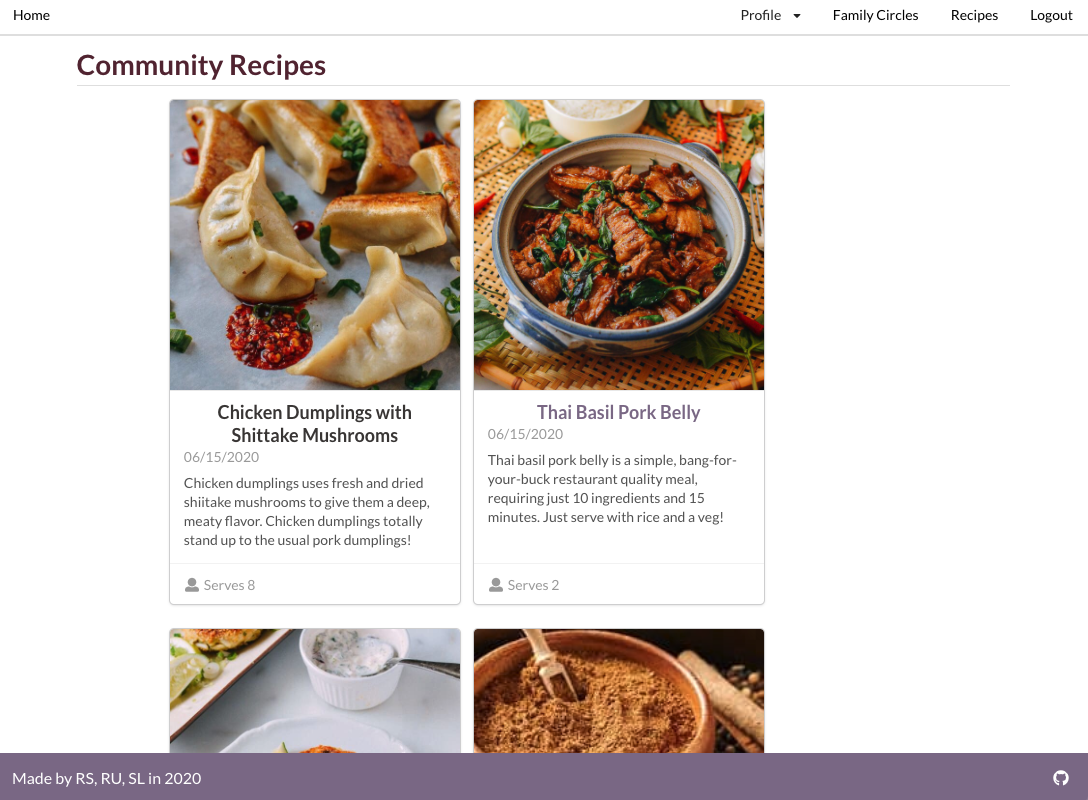 Home
Profile
Family Circles
Recipes
Logout
Community Recipes
Chicken Dumplings with
Shittake Mushrooms
06/15/2020
Chicken dumplings uses fresh and dried
shiitake mushrooms to give them a deep,
meaty flavor. Chicken dumplings totally
stand up to the usual pork dumplings!
Serves 8
Thai Basil Pork Belly
06/15/2020
Thai basil pork belly is a simple, bang-for-
your-buck restaurant quality meal,
requiring just 10 ingredients and 15
minutes. Just serve with rice and a veg!
Serves 2
Made by RS, RU, SL in 2020